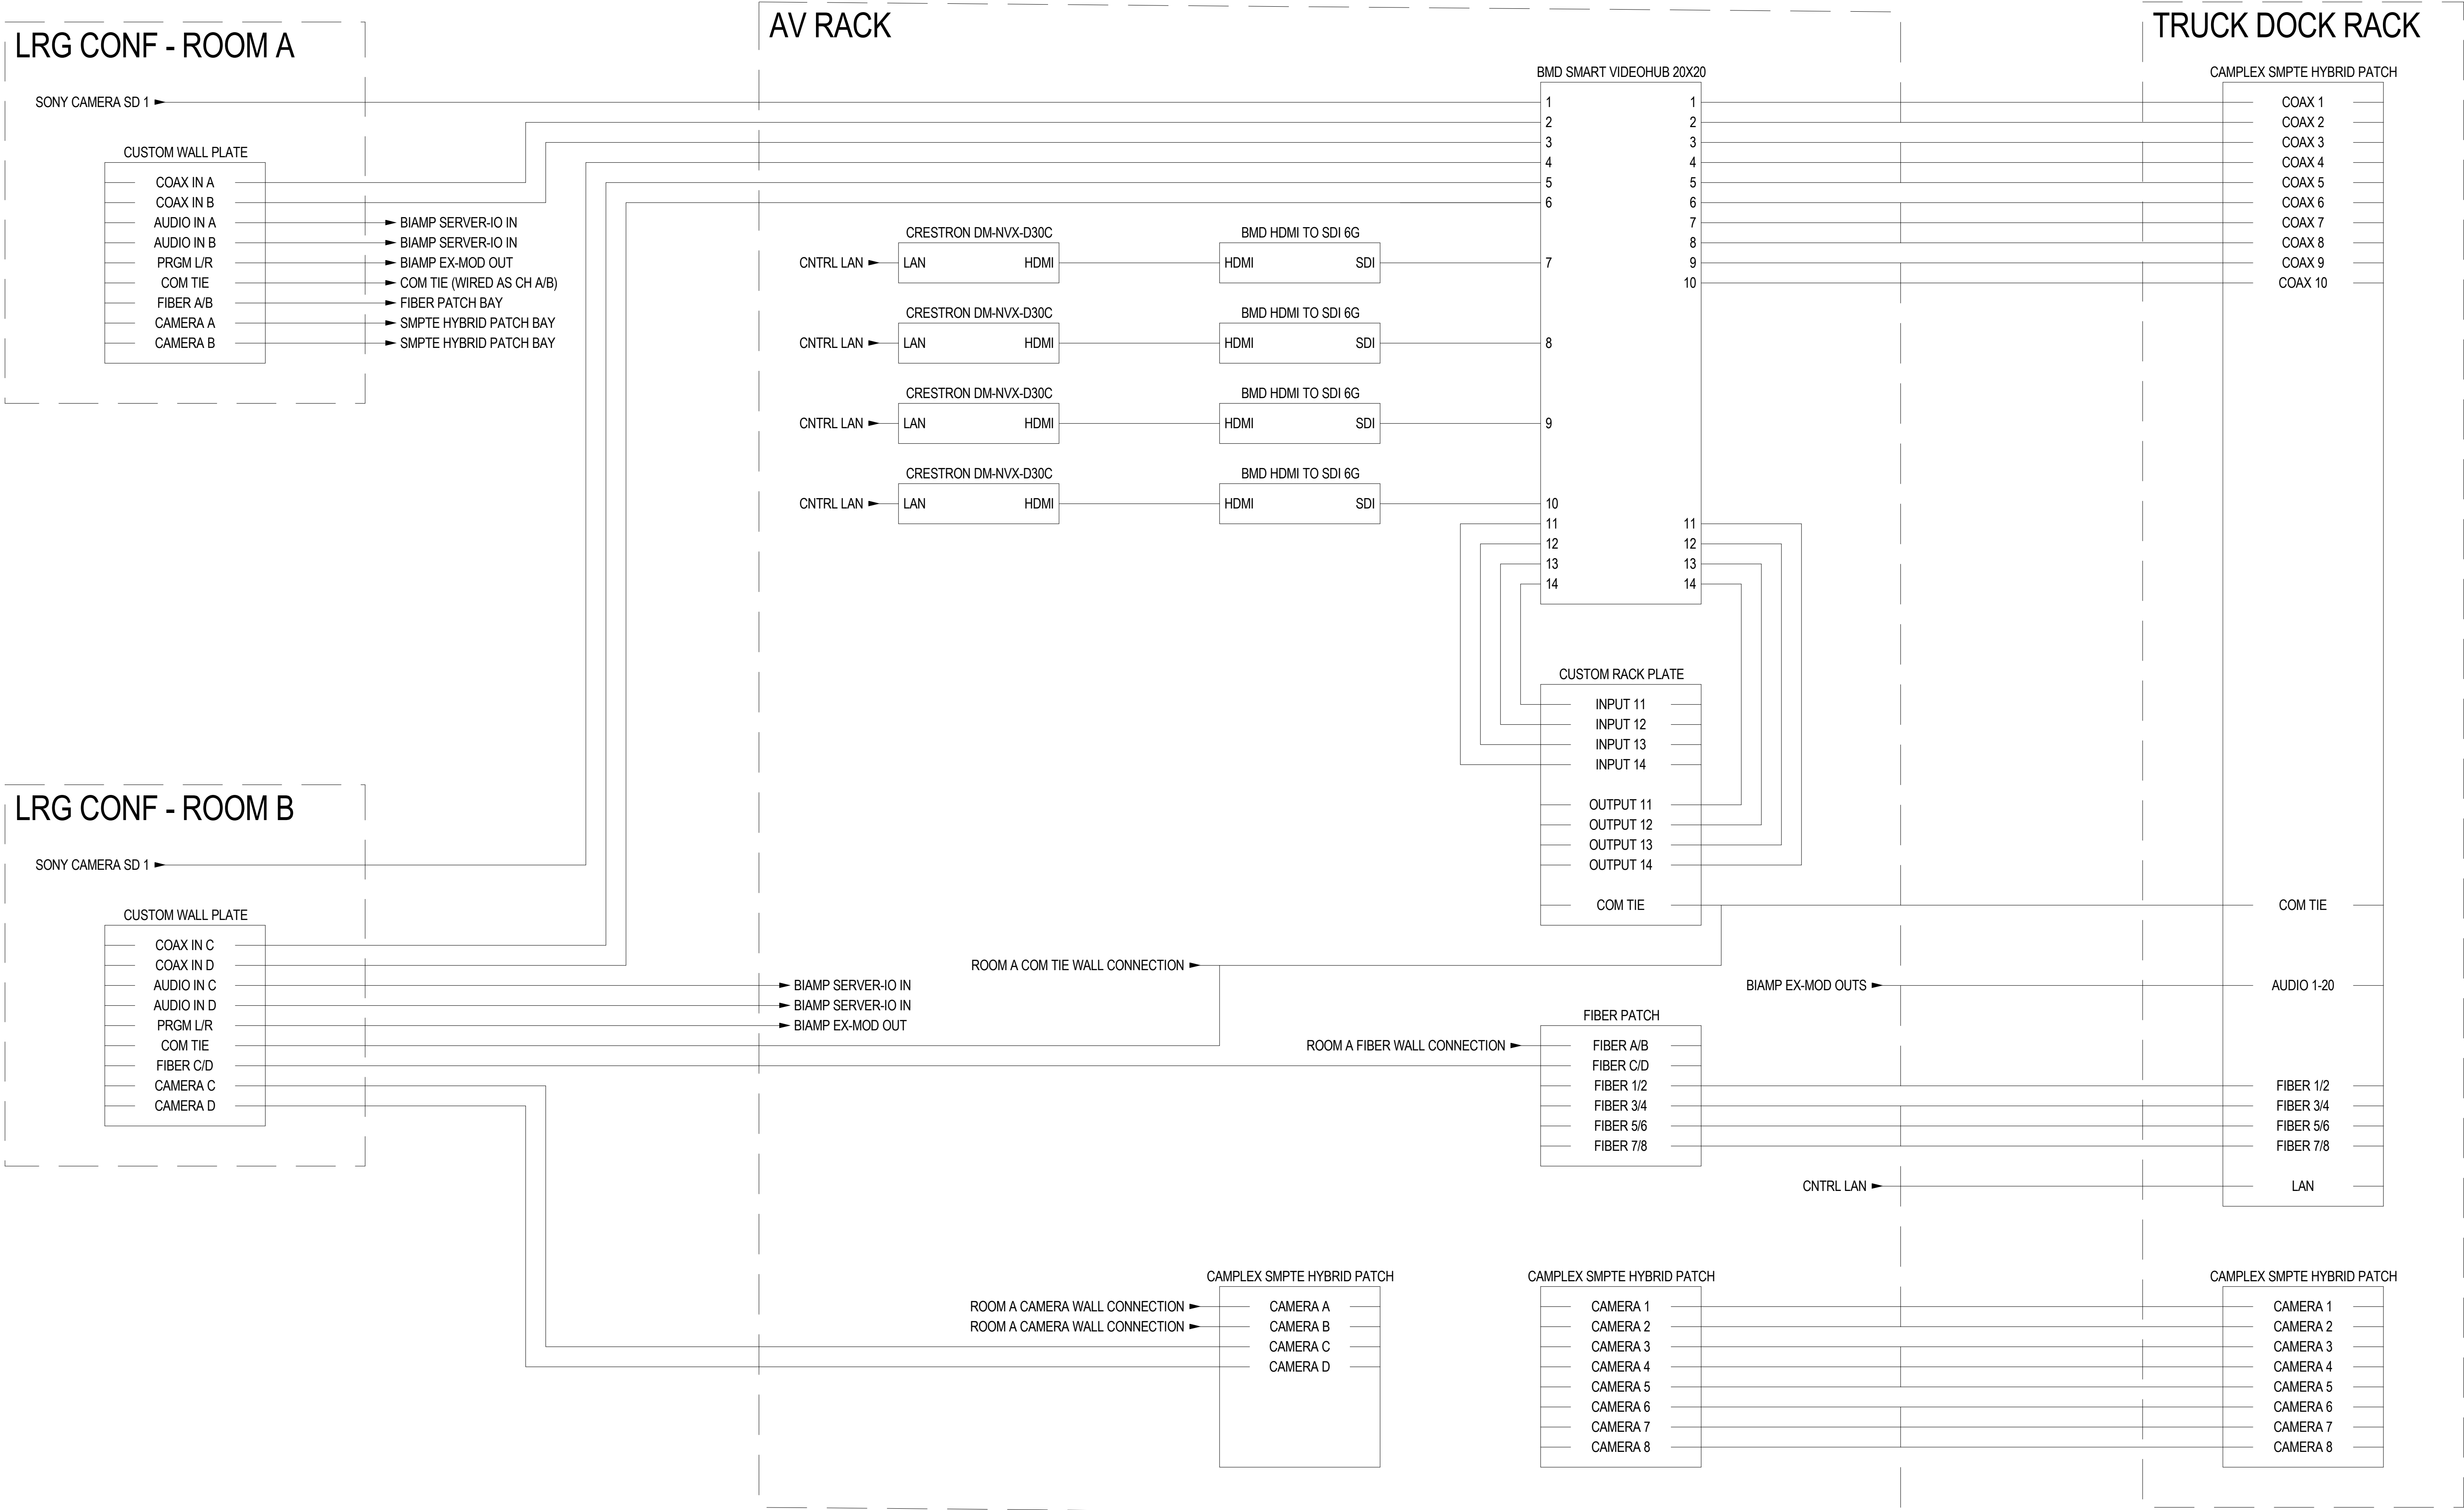 LRG CONF - ROOM A
SONY CAMERA SD 1
CUSTOM WALL PLATE
COAX IN A
COAX IN B
AUDIO IN A
AUDIO IN B
PRGM L/R
COM TIE
FIBER A/B
CAMERA A
CAMERA B
BIAMP SERVER-IO IN
BIAMP SERVER-IO IN
BIAMP EX-MOD OUT
COM TIE (WIRED AS CH A/B)
FIBER PATCH BAY
SMPTE HYBRID PATCH BAY
SMPTE HYBRID PATCH BAY
LRG CONF - ROOM B
SONY CAMERA SD 1
CUSTOM WALL PLATE
COAX IN C
COAX IN D
AUDIO IN C
AUDIO IN D
PRGM L/R
COM TIE
FIBER C/D
CAMERA C
CAMERA D
BIAMP SERVER-IO IN
BIAMP SERVER-IO IN
BIAMP EX-MOD OUT
AV RACK
CRESTRON DM-NVX-D30C
CNTRL LAN
LAN HDMI
BMD HDMI TO SDI 6G
HDMI SDI
CRESTRON DM-NVX-D30C
CNTRL LAN
LAN HDMI
BMD HDMI TO SDI 6G
HDMI SDI
CRESTRON DM-NVX-D30C
CNTRL LAN
LAN HDMI
BMD HDMI TO SDI 6G
HDMI SDI
CRESTRON DM-NVX-D30C
CNTRL LAN
LAN HDMI
BMD HDMI TO SDI 6G
HDMI SDI
BMD SMART VIDEOHUB 20X20
1 1
2 2
3 3
4 4
5 5
6 6
7
8
9
10
7
8
9
10
11 11
12 12
13 13
14 14
CUSTOM RACK PLATE
INPUT 11
INPUT 12
INPUT 13
INPUT 14
OUTPUT 11
OUTPUT 12
OUTPUT 13
OUTPUT 14
COM TIE
ROOM A COM TIE WALL CONNECTION
BIAMP EX-MOD OUTS
FIBER PATCH
ROOM A FIBER WALL CONNECTION
FIBER A/B
FIBER C/D
FIBER 1/2
FIBER 3/4
FIBER 5/6
FIBER 7/8
CNTRL LAN
CAMPLEX SMPTE HYBRID PATCH
ROOM A CAMERA WALL CONNECTION
ROOM A CAMERA WALL CONNECTION
CAMERA A
CAMERA B
CAMERA C
CAMERA D
CAMPLEX SMPTE HYBRID PATCH
CAMERA 1
CAMERA 2
CAMERA 3
CAMERA 4
CAMERA 5
CAMERA 6
CAMERA 7
CAMERA 8
TRUCK DOCK RACK
CAMPLEX SMPTE HYBRID PATCH
COAX 1
COAX 2
COAX 3
COAX 4
COAX 5
COAX 6
COAX 7
COAX 8
COAX 9
COAX 10
COM TIE
AUDIO 1-20
FIBER 1/2
FIBER 3/4
FIBER 5/6
FIBER 7/8
LAN
CAMPLEX SMPTE HYBRID PATCH
CAMERA 1
CAMERA 2
CAMERA 3
CAMERA 4
CAMERA 5
CAMERA 6
CAMERA 7
CAMERA 8